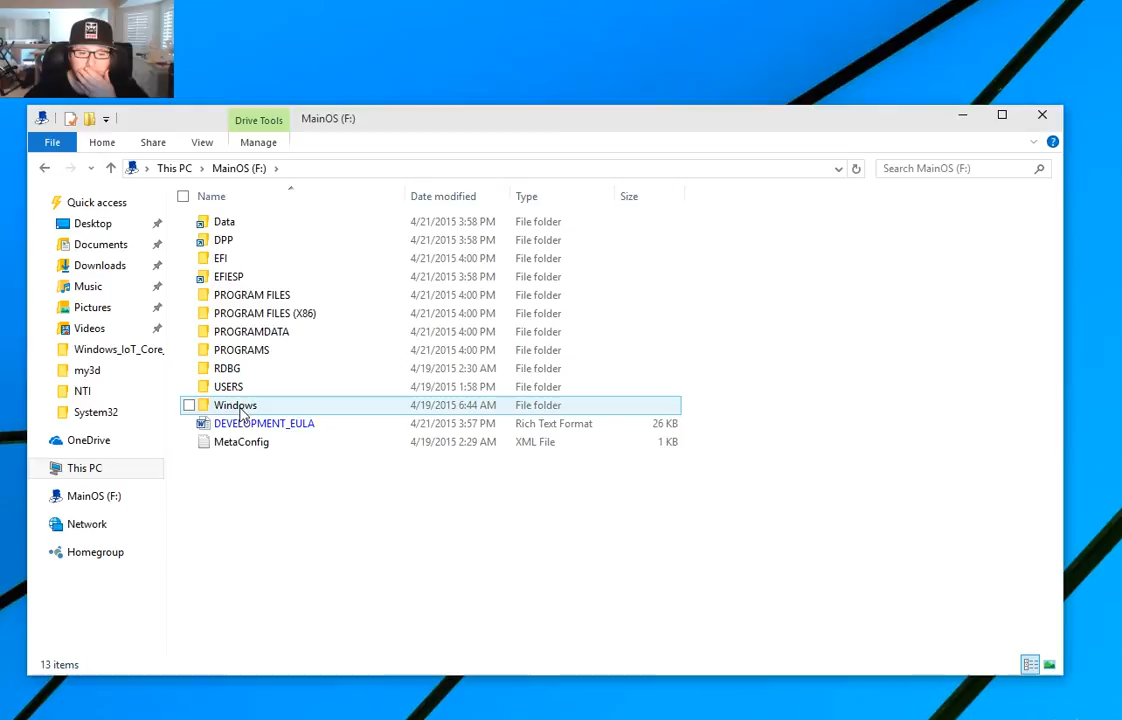 Drive Tools
MainOS (F:)
File
Home
Share
View
Manage
This PC
MainOS (F:)
Search MainOS (F:)
Quick access
Desktop
Documents
Downloads
Music
Pictures
Videos
Windows_IoT_Core_
my3d
NTI
System32
OneDrive
This PC
MainOS (F:)
Network
Homegroup
Name Date modified Type Size
Data 4/21/2015 3:58 PM File folder
DPP 4/21/2015 3:58 PM File folder
EFI 4/21/2015 4:00 PM File folder
EFIESP 4/21/2015 3:58 PM File folder
PROGRAM FILES 4/21/2015 4:00 PM File folder
PROGRAM FILES (X86) 4/21/2015 4:00 PM File folder
PROGRAMDATA 4/21/2015 4:00 PM File folder
PROGRAMS 4/21/2015 4:00 PM File folder
RDBG 4/19/2015 2:30 AM File folder
USERS 4/19/2015 1:58 PM File folder
Windows 4/19/2015 6:44 AM File folder
DEVELOPMENT_EULA 4/21/2015 3:57 PM Rich Text Format 26 KB
MetaConfig 4/19/2015 2:29 AM XML File 1 KB
13 items